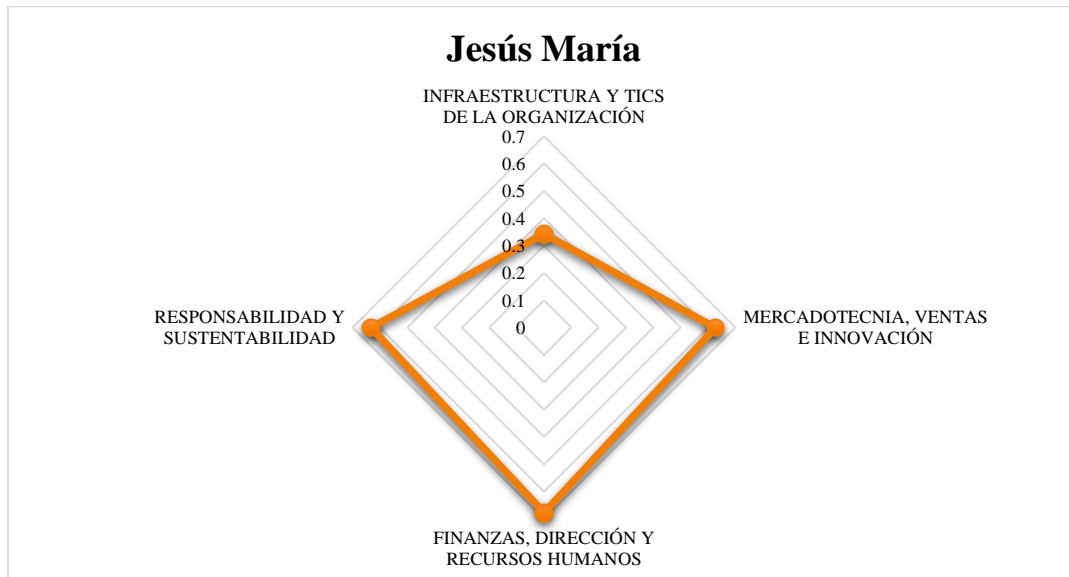 Jesús María
INFRAESTRUCTURA Y TICS
DE LA ORGANIZACIÓN
0.7
0.6
0.5
0.4
0.3
0.2
0.1
0
RESPONSABILIDAD Y
SUSTENTABILIDAD
MERCADOTECNIA, VENTAS
E INNOVACIÓN
FINANZAS, DIRECCIÓN Y
RECURSOS HUMANOS